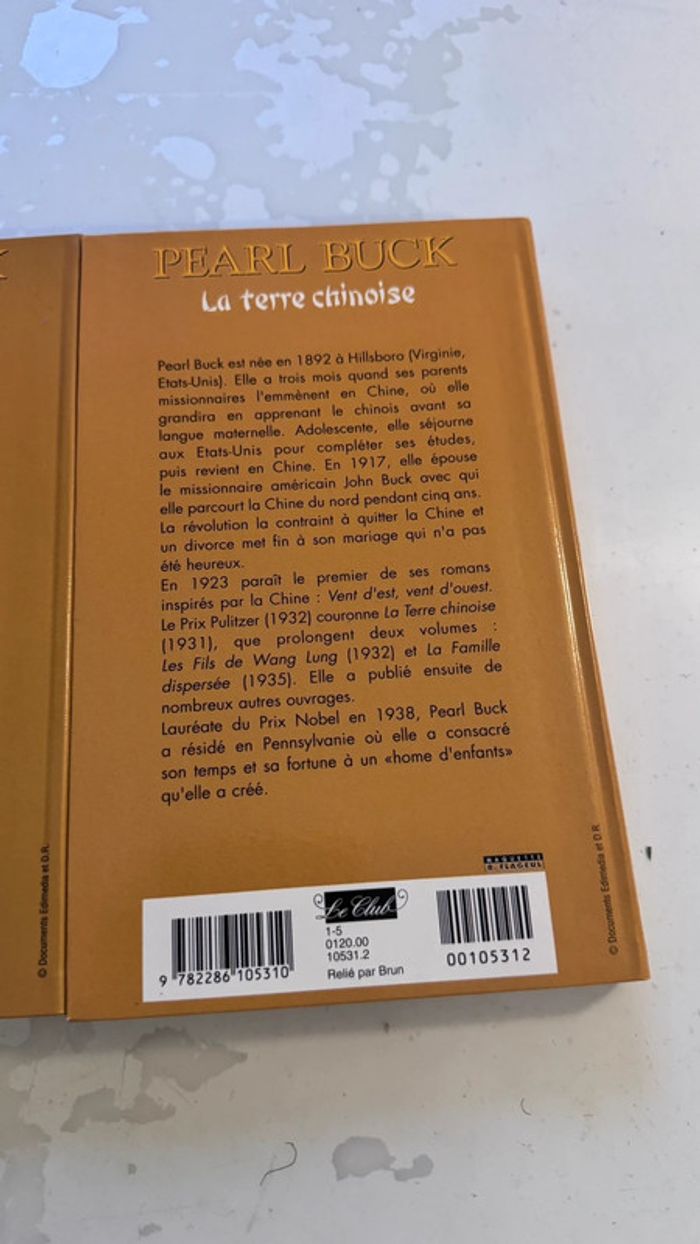 PEARL BUCK
La terre chinoise
Pearl Buck est née en 1892 à Hillsboro (Virginie,
Etats-Unis). Elle a trois mois quand ses parents
missionnaires l'emmènent en Chine, où elle
grandira en apprenant le chinois avant sa
langue maternelle. Adolescente, elle séjourne
aux Etats-Unis pour compléter ses études,
puis revient en Chine. En 1917, elle épouse
le missionnaire américain John Buck avec qui
elle parcourt la Chine du nord pendant cinq ans.
La révolution la contraint à quitter la Chine et
un divorce met fin à son mariage qui n'a pas
été heureux.
En 1923 paraît le premier de ses romans
inspirés par la Chine : Vent d'est, vent d'ouest.
Le Prix Pulitzer (1932) couronne La Terre chinoise
(1931), que prolongent deux volumes :
Les Fils de Wang Lung (1932) et La Famille
dispersée (1935). Elle a publié ensuite de
nombreux autres ouvrages.
Lauréate du Prix Nobel en 1938, Pearl Buck
a résidé en Pennsylvanie où elle a consacré
son temps et sa fortune à un «home d'enfants»
qu'elle a créé.
MAQUETTE
D. FLAGEUL
© Documents Edimedia et D.R.
© Documents Edimedia et D.R.
Le Club
1-5
0120.00
10531.2
Relié par Brun
9 782286 105310
00105312